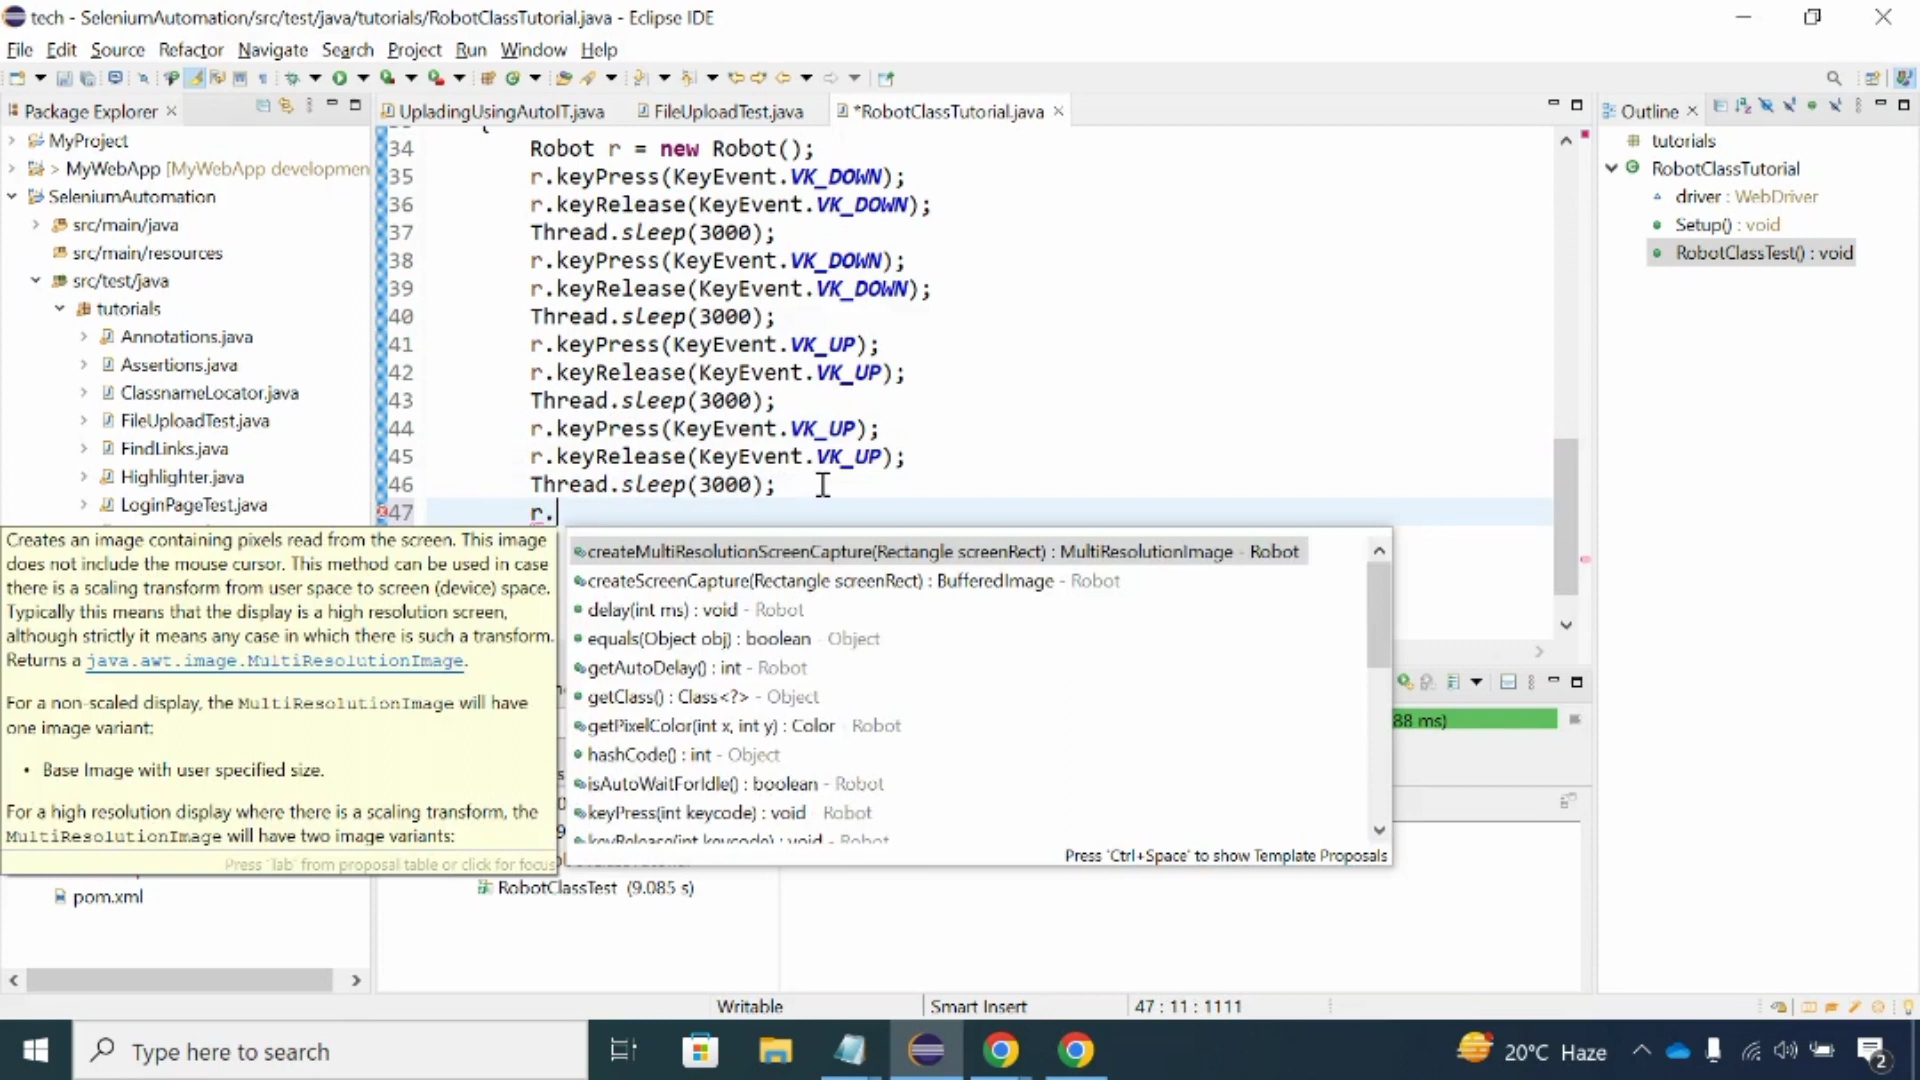 tech - SeleniumAutomation/src/test/java/tutorials/RobotClassTutorial.java - Eclipse IDE
File Edit Source Refactor Navigate Search Project Run Window Help
Package Explorer
UpladingUsingAutoIT.java FileUploadTest.java *RobotClassTutorial.java
Outline
MyProject
> MyWebApp [MyWebApp developmen
SeleniumAutomation
src/main/java
src/main/resources
src/test/java
tutorials
Annotations.java
Assertions.java
ClassnameLocator.java
FileUploadTest.java
FindLinks.java
Highlighter.java
LoginPageTest.java
pom.xml
34 Robot r = new Robot();
35 r.keyPress(KeyEvent.VK_DOWN);
36 r.keyRelease(KeyEvent.VK_DOWN);
37 Thread.sleep(3000);
38 r.keyPress(KeyEvent.VK_DOWN);
39 r.keyRelease(KeyEvent.VK_DOWN);
40 Thread.sleep(3000);
41 r.keyPress(KeyEvent.VK_UP);
42 r.keyRelease(KeyEvent.VK_UP);
43 Thread.sleep(3000);
44 r.keyPress(KeyEvent.VK_UP);
45 r.keyRelease(KeyEvent.VK_UP);
46 Thread.sleep(3000);
47 r.
tutorials
RobotClassTutorial
driver : WebDriver
Setup() : void
RobotClassTest() : void
Creates an image containing pixels read from the screen. This image
does not include the mouse cursor. This method can be used in case
there is a scaling transform from user space to screen (device) space.
Typically this means that the display is a high resolution screen,
although strictly it means any case in which there is such a transform.
Returns a java.awt.image.MultiResolutionImage.
For a non-scaled display, the MultiResolutionImage will have
one image variant:
• Base Image with user specified size.
For a high resolution display where there is a scaling transform, the
MultiResolutionImage will have two image variants:
Press 'Tab' from proposal table or click for focus
createMultiResolutionScreenCapture(Rectangle screenRect) : MultiResolutionImage - Robot
createScreenCapture(Rectangle screenRect) : BufferedImage - Robot
delay(int ms) : void - Robot
equals(Object obj) : boolean - Object
getAutoDelay() : int - Robot
getClass() : Class<?> - Object
getPixelColor(int x, int y) : Color - Robot
hashCode() : int - Object
isAutoWaitForIdle() : boolean - Robot
keyPress(int keycode) : void - Robot
keyRelease(int keycode) : void - Robot
Press 'Ctrl+Space' to show Template Proposals
88 ms)
RobotClassTest (9.085 s)
Writable Smart Insert 47 : 11 : 1111
Type here to search
20°C Haze
2